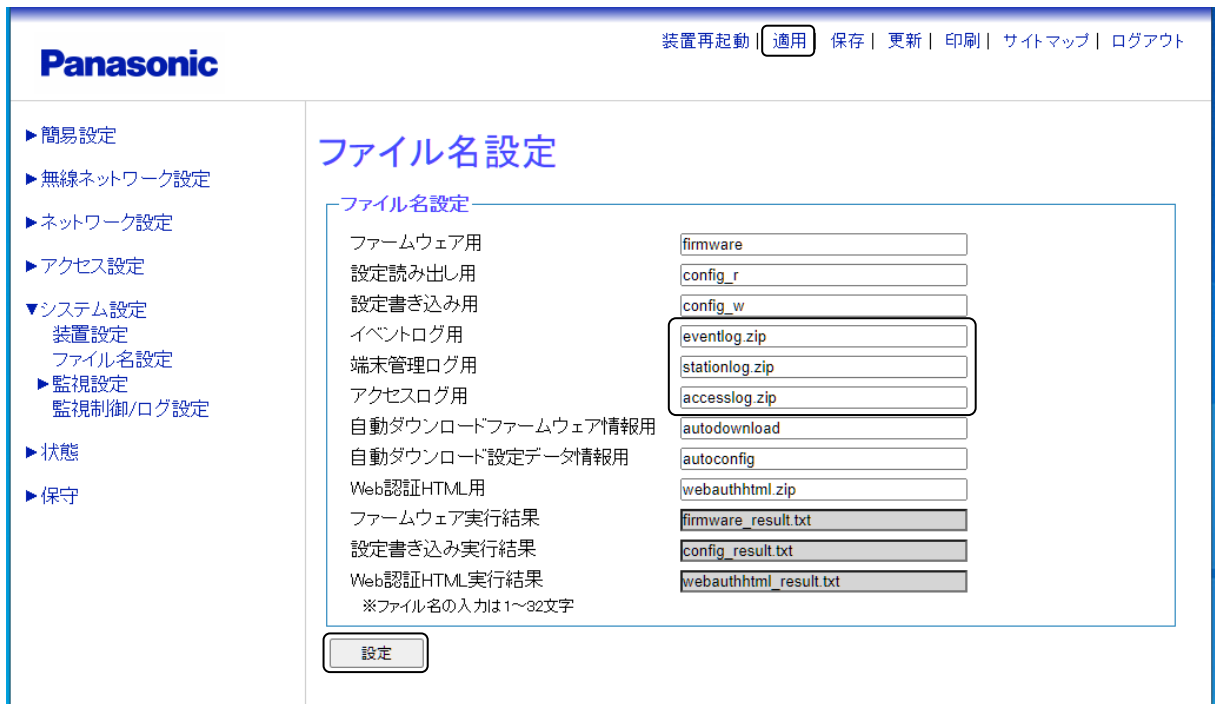 Panasonic
装置再起動 | 適用 | 保存 | 更新 | 印刷 | サイトマップ | ログアウト
▶簡易設定
▶無線ネットワーク設定
▶ネットワーク設定
▶アクセス設定
▼システム設定
装置設定
ファイル名設定
▶監視設定
監視制御/ログ設定
▶状態
▶保守
ファイル名設定
ファイル名設定
ファームウェア用 firmware
設定読み出し用 config_r
設定書き込み用 config_w
イベントログ用 eventlog.zip
端末管理ログ用 stationlog.zip
アクセスログ用 accesslog.zip
自動ダウンロードファームウェア情報用 autodownload
自動ダウンロード設定データ情報用 autoconfig
Web認証HTML用 webauthhtml.zip
ファームウェア実行結果 firmware_result.txt
設定書き込み実行結果 config_result.txt
Web認証HTML実行結果 webauthhtml_result.txt
※ファイル名の入力は1～32文字
設定